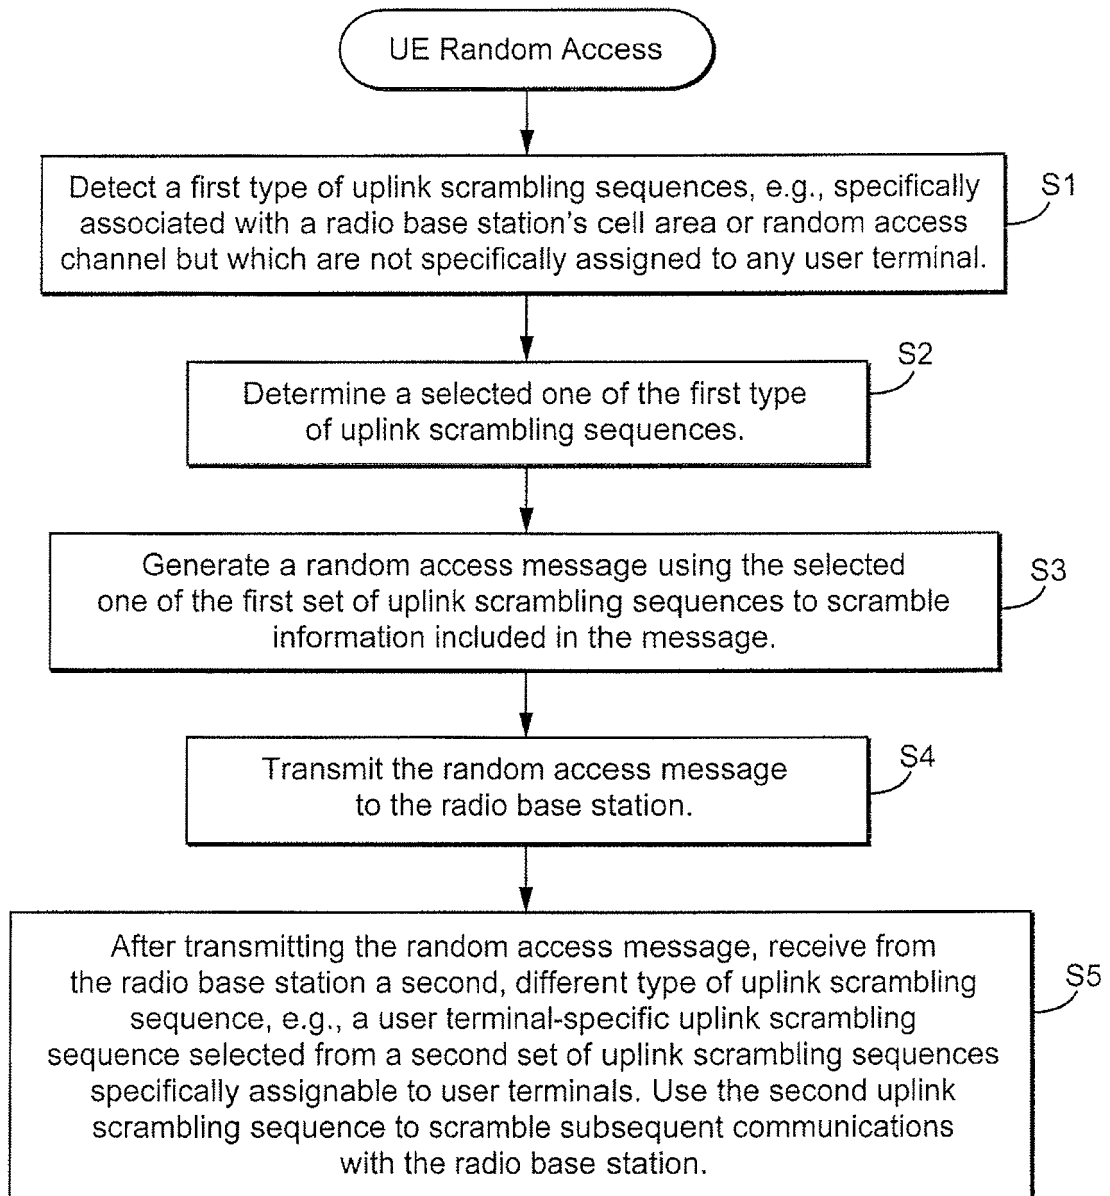 UE Random Access
Detect a first type of uplink scrambling sequences, e.g., specifically
associated with a radio base station's cell area or random access
channel but which are not specifically assigned to any user terminal.
S1
Determine a selected one of the first type
of uplink scrambling sequences.
S2
Generate a random access message using the selected
one of the first set of uplink scrambling sequences to scramble
information included in the message.
S3
Transmit the random access message
to the radio base station.
S4
After transmitting the random access message, receive from
the radio base station a second, different type of uplink scrambling
sequence, e.g., a user terminal-specific uplink scrambling
sequence selected from a second set of uplink scrambling sequences
specifically assignable to user terminals. Use the second uplink
scrambling sequence to scramble subsequent communications
with the radio base station.
S5